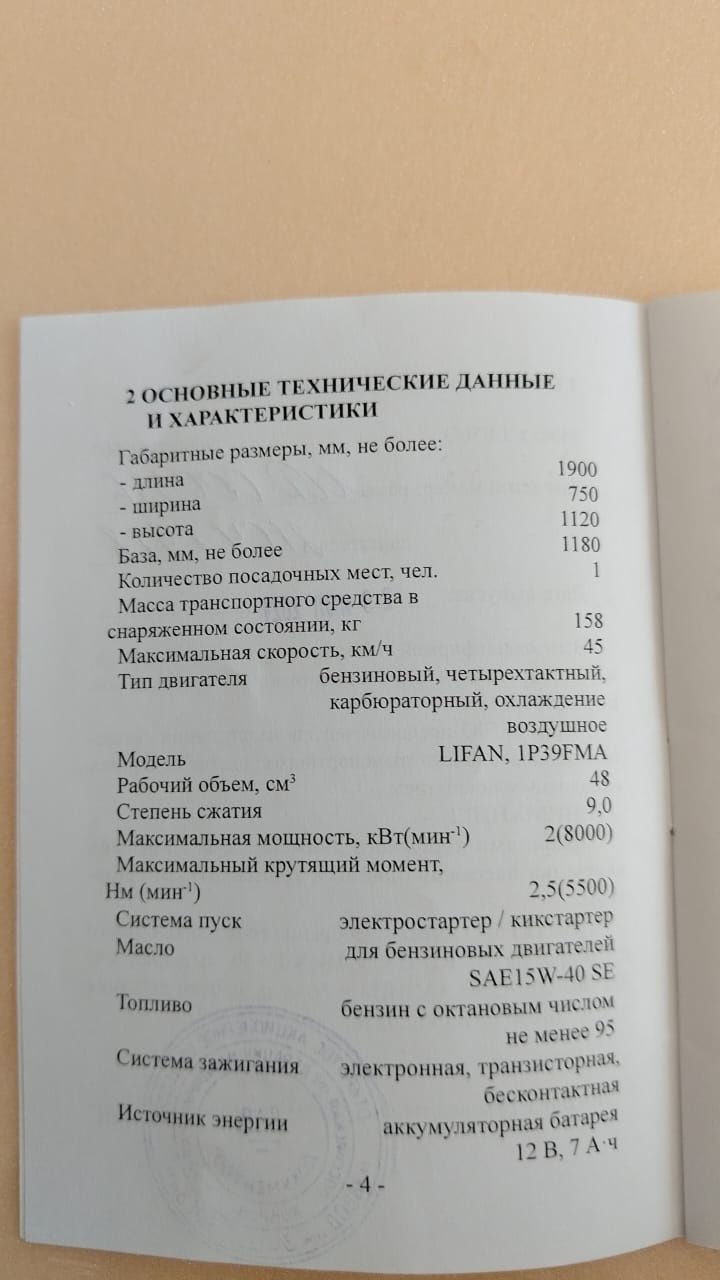 2 ОСНОВНЫЕ ТЕХНИЧЕСКИЕ ДАННЫЕ
И ХАРАКТЕРИСТИКИ
Габаритные размеры, мм, не более:
- длина 1900
- ширина 750
- высота 1120
База, мм, не более 1180
Количество посадочных мест, чел. 1
Масса транспортного средства в
снаряженном состоянии, кг 158
Максимальная скорость, км/ч 45
Тип двигателя бензиновый, четырехтактный,
карбюраторный, охлаждение
воздушное
Модель LIFAN, 1P39FMA
Рабочий объем, см³ 48
Степень сжатия 9,0
Максимальная мощность, кВт(мин⁻¹) 2(8000)
Максимальный крутящий момент,
Нм (мин⁻¹) 2,5(5500)
Система пуск электростартер / кикстартер
Масло для бензиновых двигателей
SAE15W-40 SE
Топливо бензин с октановым числом
не менее 95
Система зажигания электронная, транзисторная,
бесконтактная
Источник энергии аккумуляторная батарея
12 В, 7 А·ч
- 4 -